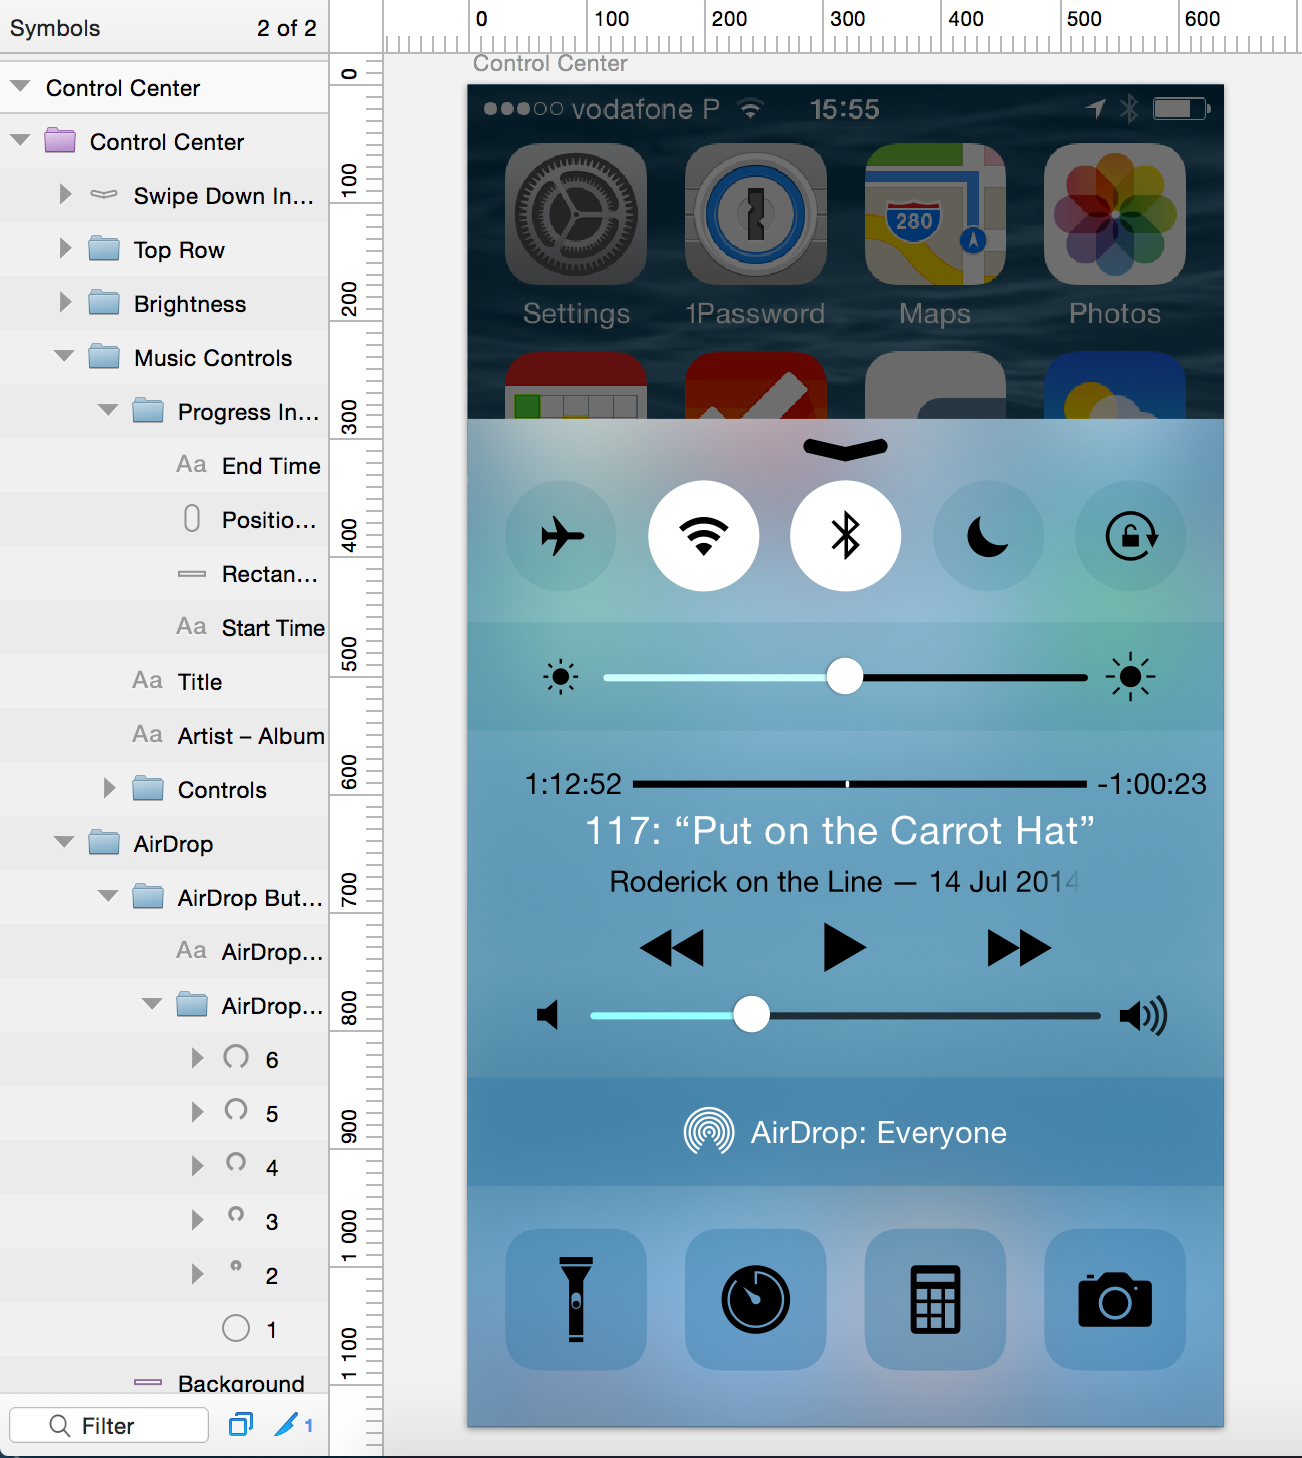 Symbols 2 of 2
Control Center
Control Center
Swipe Down In...
Top Row
Brightness
Music Controls
Progress In...
Aa End Time
Positio...
Rectan...
Aa Start Time
Aa Title
Aa Artist – Album
Controls
AirDrop
AirDrop But...
Aa AirDrop...
AirDrop...
6
5
4
3
2
1
Background
Filter 1
0 100 200 300 400 500 600
0
100
200
300
400
500
600
700
800
900
1 000
1 100
Control Center
vodafone P 15:55
280
Settings 1Password Maps Photos
1:12:52 -1:00:23
117: “Put on the Carrot Hat”
Roderick on the Line — 14 Jul 2014
AirDrop: Everyone